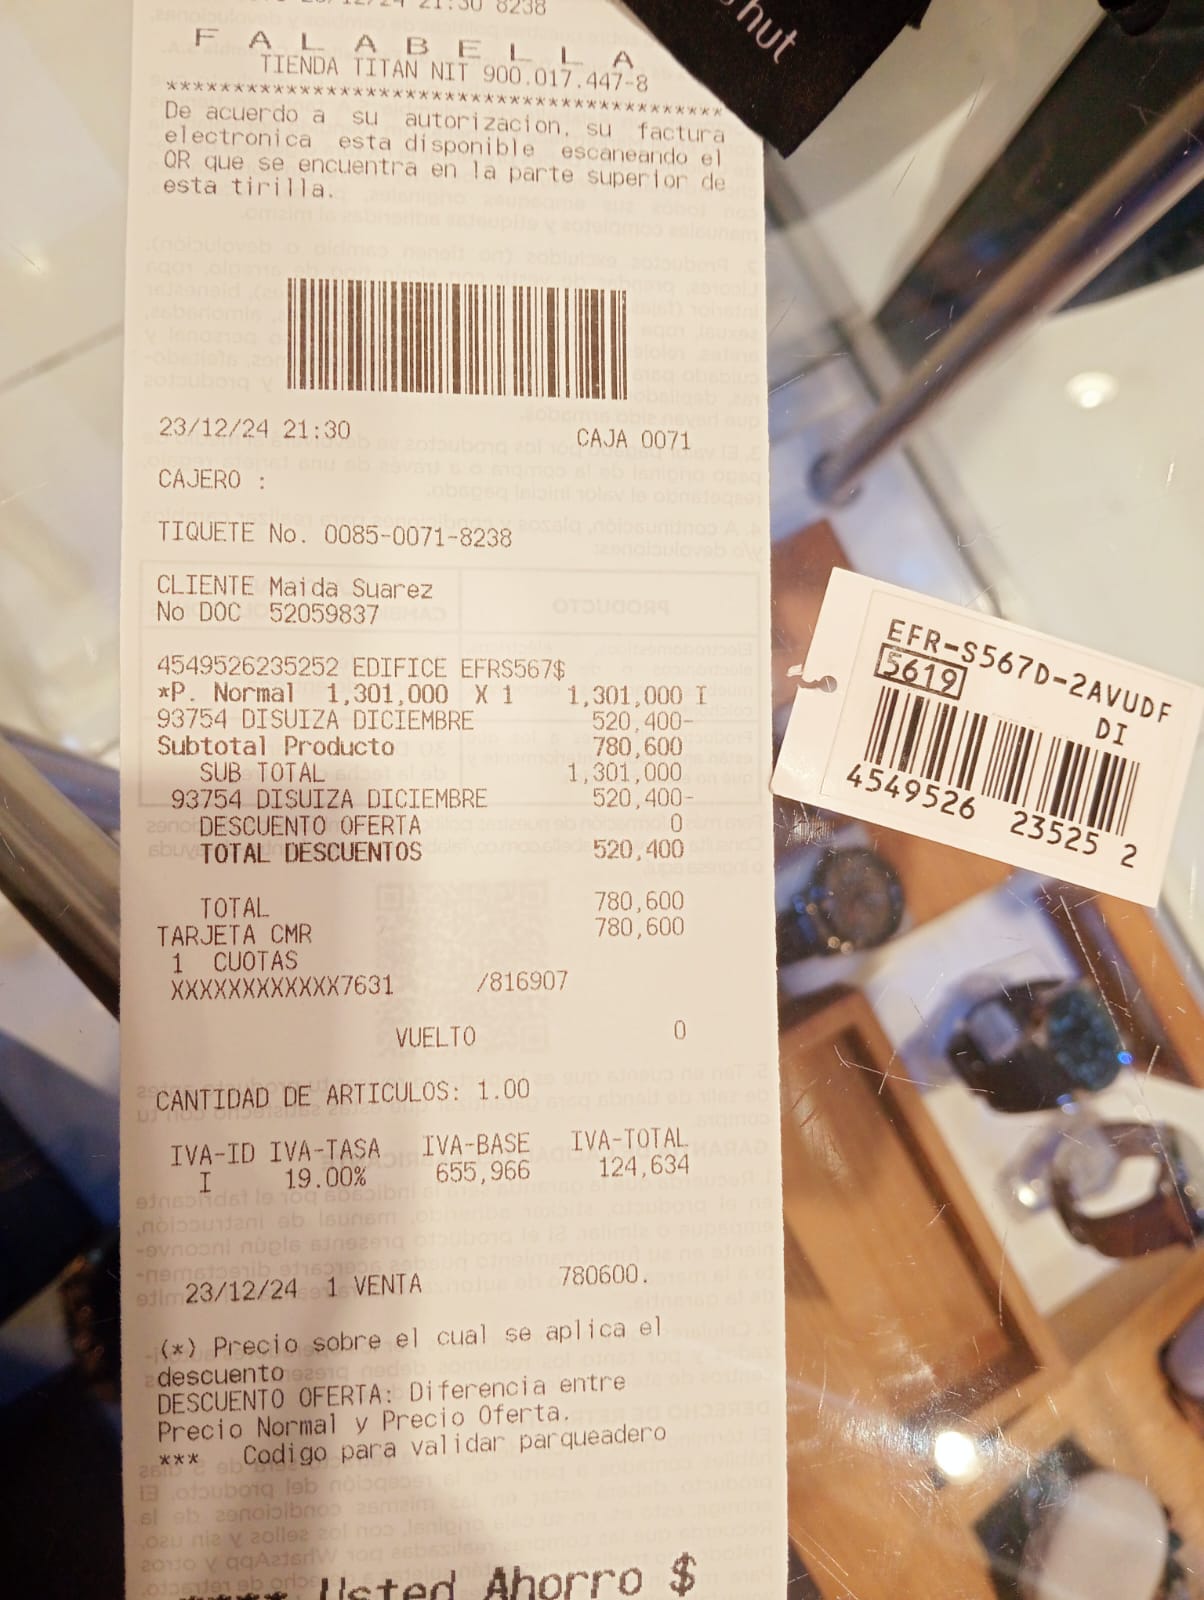 21:30 8238
F A L A B E L L A
TIENDA TITAN NIT 900.017.447-8
******************************************
De acuerdo a su autorizacion, su factura
electronica esta disponible escaneando el
QR que se encuentra en la parte superior de
esta tirilla.
23/12/24 21:30 CAJA 0071
CAJERO :
TIQUETE No. 0085-0071-8238
CLIENTE Maida Suarez
No DOC 52059837
4549526235252 EDIFICE EFRS567$
*P. Normal 1,301,000 X 1 1,301,000 I
93754 DISUIZA DICIEMBRE 520,400-
Subtotal Producto 780,600
SUB TOTAL 1,301,000
93754 DISUIZA DICIEMBRE 520,400-
DESCUENTO OFERTA 0
TOTAL DESCUENTOS 520,400
TOTAL 780,600
TARJETA CMR 780,600
1 CUOTAS
XXXXXXXXXXXX7631 /816907
VUELTO 0
CANTIDAD DE ARTICULOS: 1.00
IVA-ID IVA-TASA IVA-BASE IVA-TOTAL
I 19.00% 655,966 124,634
23/12/24 1 VENTA 780600.
(*) Precio sobre el cual se aplica el
descuento
DESCUENTO OFERTA: Diferencia entre
Precio Normal y Precio Oferta.
*** Codigo para validar parqueadero
**** Usted Ahorro $
hut
EFR-S567D-2AVUDF
5619 DI
4549526 23525 2